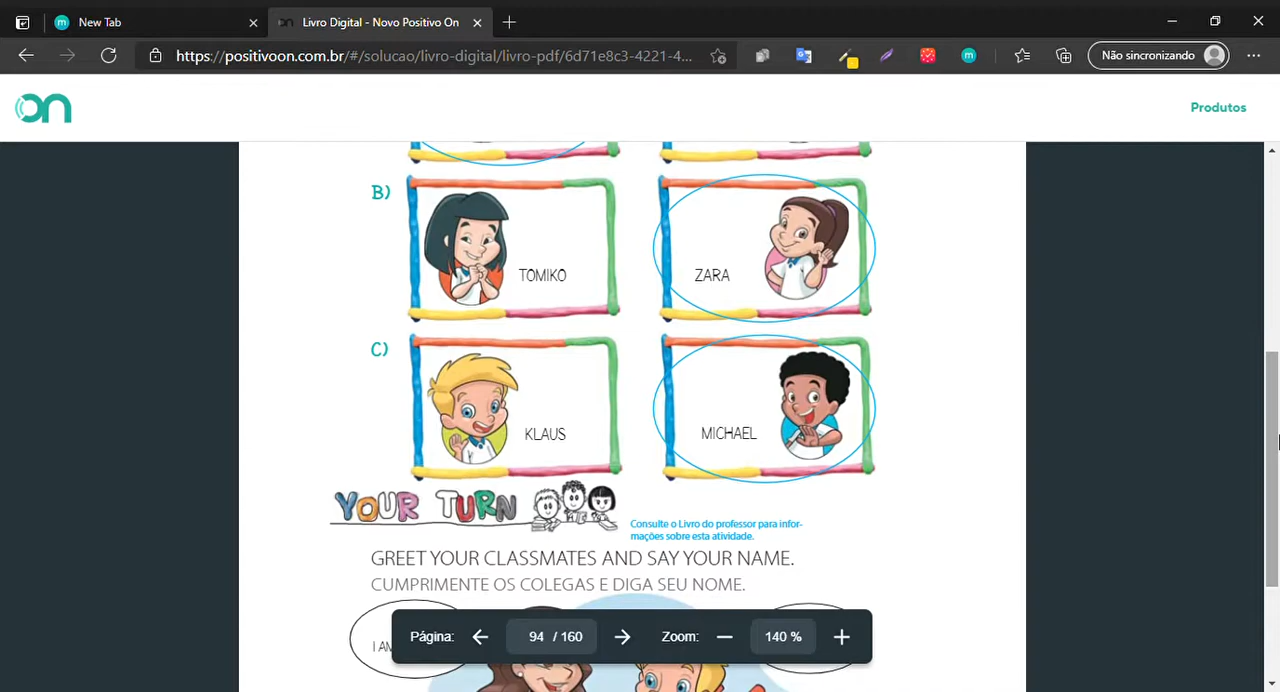 New Tab
Livro Digital - Novo Positivo On
https://positivoon.com.br/#/solucao/livro-digital/livro-pdf/6d71e8c3-4221-4...
Não sincronizando
on
Produtos
B)
TOMIKO
ZARA
C)
KLAUS
MICHAEL
YOUR TURN
Consulte o Livro do professor para infor-
mações sobre esta atividade.
GREET YOUR CLASSMATES AND SAY YOUR NAME.
CUMPRIMENTE OS COLEGAS E DIGA SEU NOME.
I AM
Página: 94 / 160 Zoom: 140 %